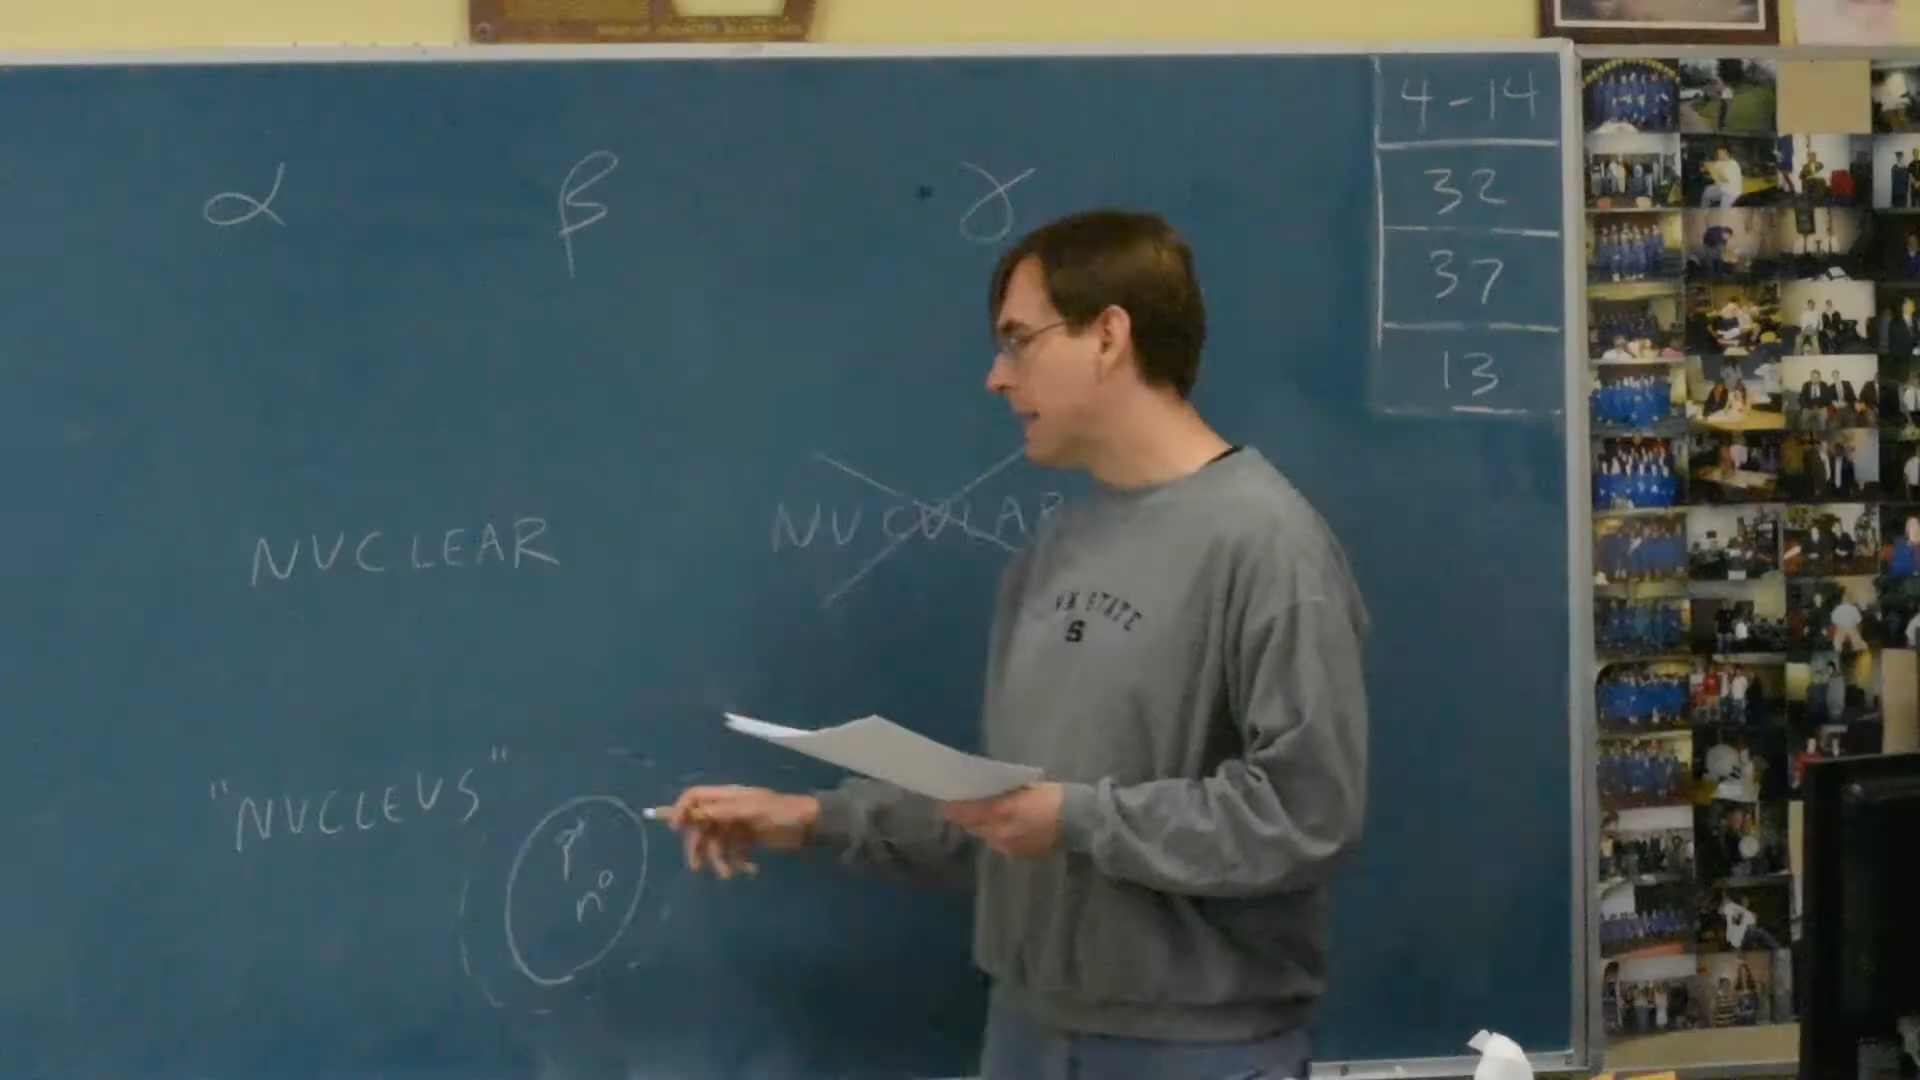 α β γ
4-14
32
37
13
NUCLEAR
NUCULAR
STATE
S
"NUCLEUS"
p+
n°